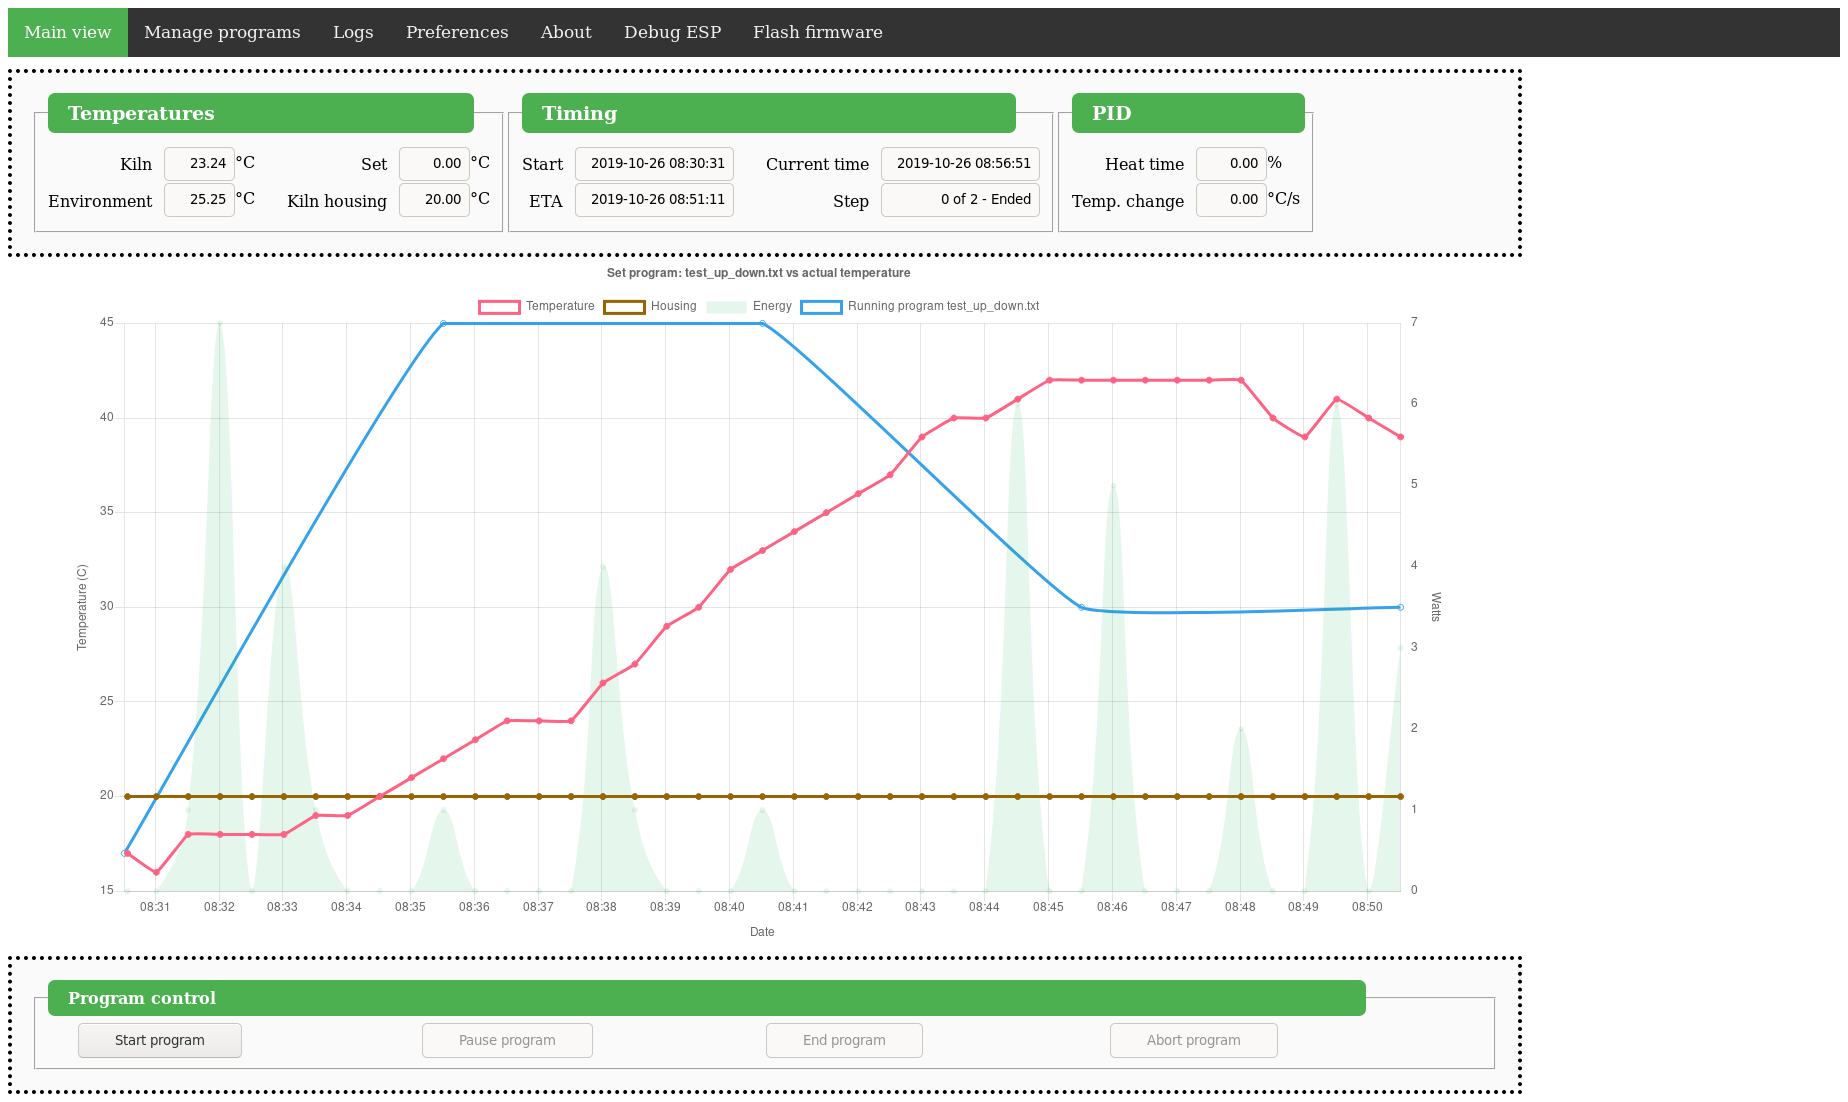 Main view Manage programs Logs Preferences About Debug ESP Flash firmware
Temperatures Timing PID
Kiln 23.24 °C Set 0.00 °C Start 2019-10-26 08:30:31 Current time 2019-10-26 08:56:51 Heat time 0.00 %
Environment 25.25 °C Kiln housing 20.00 °C ETA 2019-10-26 08:51:11 Step 0 of 2 - Ended Temp. change 0.00 °C/s
Set program: test_up_down.txt vs actual temperature
Temperature Housing Energy Running program test_up_down.txt
45 7
40 6
35 5
30 4
25 3
20 2
15 1
0
Temperature (C)
Watts
08:31 08:32 08:33 08:34 08:35 08:36 08:37 08:38 08:39 08:40 08:41 08:42 08:43 08:44 08:45 08:46 08:47 08:48 08:49 08:50
Date
Program control
Start program Pause program End program Abort program